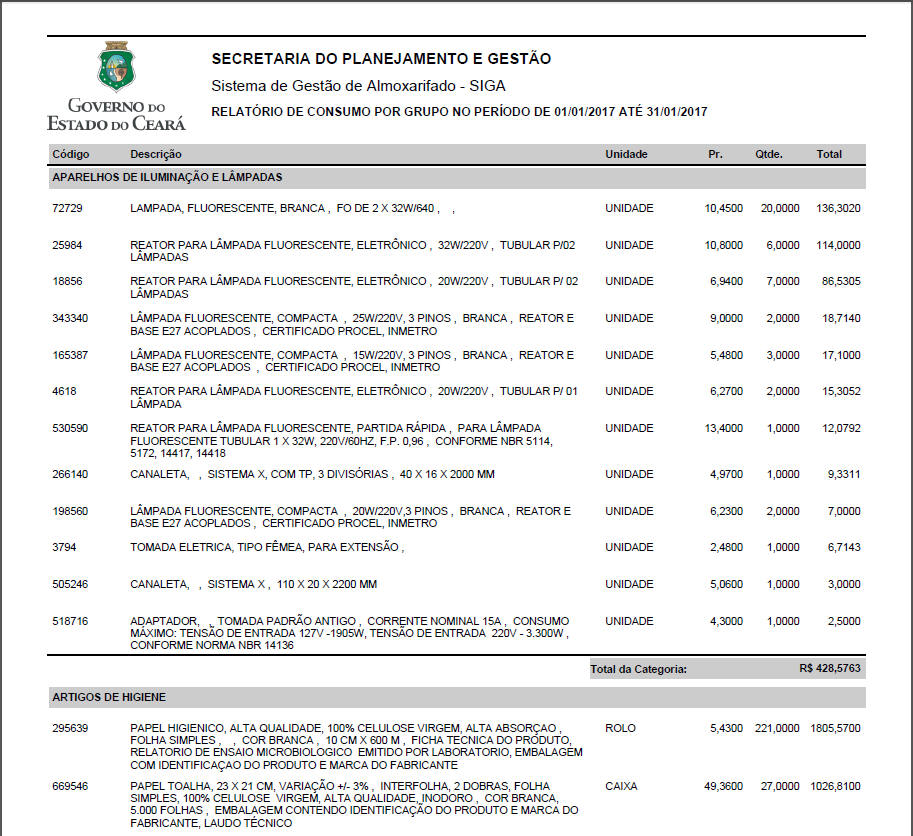 SECRETARIA DO PLANEJAMENTO E GESTÃO
Sistema de Gestão de Almoxarifado - SIGA
GOVERNO DO
ESTADO DO CEARÁ
RELATÓRIO DE CONSUMO POR GRUPO NO PERÍODO DE 01/01/2017 ATÉ 31/01/2017
Código Descrição Unidade Pr. Qtde. Total
APARELHOS DE ILUMINAÇÃO E LÂMPADAS
72729 LAMPADA, FLUORESCENTE, BRANCA , FO DE 2 X 32W/640 , , UNIDADE 10,4500 20,0000 136,3020
25984 REATOR PARA LÂMPADA FLUORESCENTE, ELETRÔNICO , 32W/220V , TUBULAR P/02 UNIDADE 10,8000 6,0000 114,0000
LÂMPADAS
18856 REATOR PARA LÂMPADA FLUORESCENTE, ELETRÔNICO , 20W/220V , TUBULAR P/ 02 UNIDADE 6,9400 7,0000 86,5305
LÂMPADAS
343340 LÂMPADA FLUORESCENTE, COMPACTA , 25W/220V, 3 PINOS , BRANCA , REATOR E UNIDADE 9,0000 2,0000 18,7140
BASE E27 ACOPLADOS , CERTIFICADO PROCEL, INMETRO
165387 LÂMPADA FLUORESCENTE, COMPACTA , 15W/220V, 3 PINOS , BRANCA , REATOR E UNIDADE 5,4800 3,0000 17,1000
BASE E27 ACOPLADOS , CERTIFICADO PROCEL, INMETRO
4618 REATOR PARA LÂMPADA FLUORESCENTE, ELETRÔNICO , 20W/220V , TUBULAR P/ 01 UNIDADE 6,2700 2,0000 15,3052
LÂMPADA
530590 REATOR PARA LÂMPADA FLUORESCENTE, PARTIDA RÁPIDA , PARA LÂMPADA UNIDADE 13,4000 1,0000 12,0792
FLUORESCENTE TUBULAR 1 X 32W, 220V/60HZ, F.P. 0,96 , CONFORME NBR 5114,
5172, 14417, 14418
266140 CANALETA, , SISTEMA X, COM TP, 3 DIVISÓRIAS , 40 X 16 X 2000 MM UNIDADE 4,9700 1,0000 9,3311
198560 LÂMPADA FLUORESCENTE, COMPACTA , 20W/220V,3 PINOS , BRANCA , REATOR E UNIDADE 6,2300 2,0000 7,0000
BASE E27 ACOPLADOS , CERTIFICADO PROCEL, INMETRO
3794 TOMADA ELETRICA, TIPO FÊMEA, PARA EXTENSÃO , UNIDADE 2,4800 1,0000 6,7143
505246 CANALETA, , SISTEMA X , 110 X 20 X 2200 MM UNIDADE 5,0600 1,0000 3,0000
518716 ADAPTADOR, , TOMADA PADRÃO ANTIGO , CORRENTE NOMINAL 15A , CONSUMO UNIDADE 4,3000 1,0000 2,5000
MÁXIMO: TENSÃO DE ENTRADA 127V -1905W, TENSÃO DE ENTRADA 220V - 3.300W ,
CONFORME NORMA NBR 14136
Total da Categoria: R$ 428,5763
ARTIGOS DE HIGIENE
295639 PAPEL HIGIENICO, ALTA QUALIDADE, 100% CELULOSE VIRGEM, ALTA ABSORÇAO , ROLO 5,4300 221,0000 1805,5700
FOLHA SIMPLES , , COR BRANCA , 10 CM X 600 M , FICHA TECNICA DO PRODUTO,
RELATORIO DE ENSAIO MICROBIOLOGICO EMITIDO POR LABORATORIO, EMBALAGEM
COM IDENTIFICAÇAO DO PRODUTO E MARCA DO FABRICANTE
669546 PAPEL TOALHA, 23 X 21 CM, VARIAÇÃO +/- 3% , INTERFOLHA, 2 DOBRAS, FOLHA CAIXA 49,3600 27,0000 1026,8100
SIMPLES, 100% CELULOSE VIRGEM, ALTA QUALIDADE, INODORO , COR BRANCA,
5.000 FOLHAS , EMBALAGEM CONTENDO IDENTIFICAÇÃO DO PRODUTO E MARCA DO
FABRICANTE, LAUDO TÉCNICO